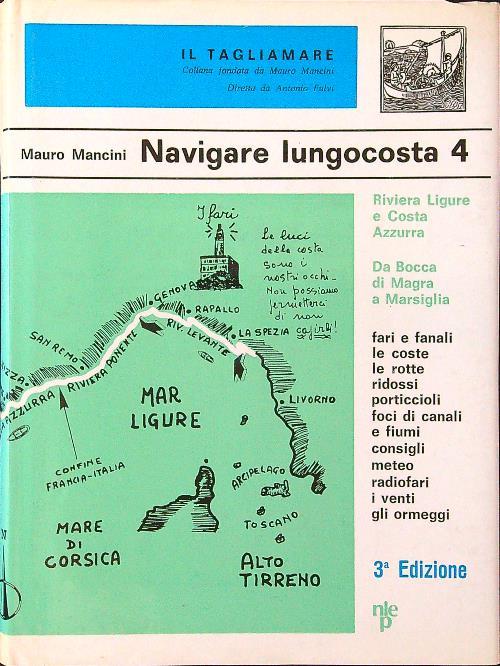 IL TAGLIAMARE
Collana fondata da Mauro Mancini
Diretta da Antonio Fulvi
Mauro Mancini Navigare lungocosta 4
I fari
Le luci
della costa
sono i
nostri occhi_
Non possiamo
permetterci
di non
capirli!
GENOVA
RAPALLO
RIV. LEVANTE
LA SPEZIA
SAN REMO
RIVIERA PONENTE
AZZURRA
MAR
LIGURE
LIVORNO
CONFINE
FRANCIA-ITALIA
ARCIPELAGO
TOSCANO
MARE
DI
CORSICA
ALTO
TIRRENO
Riviera Ligure
e Costa
Azzurra
Da Bocca
di Magra
a Marsiglia
fari e fanali
le coste
le rotte
ridossi
porticcioli
foci di canali
e fiumi
consigli
meteo
radiofari
i venti
gli ormeggi
3ª Edizione
nep